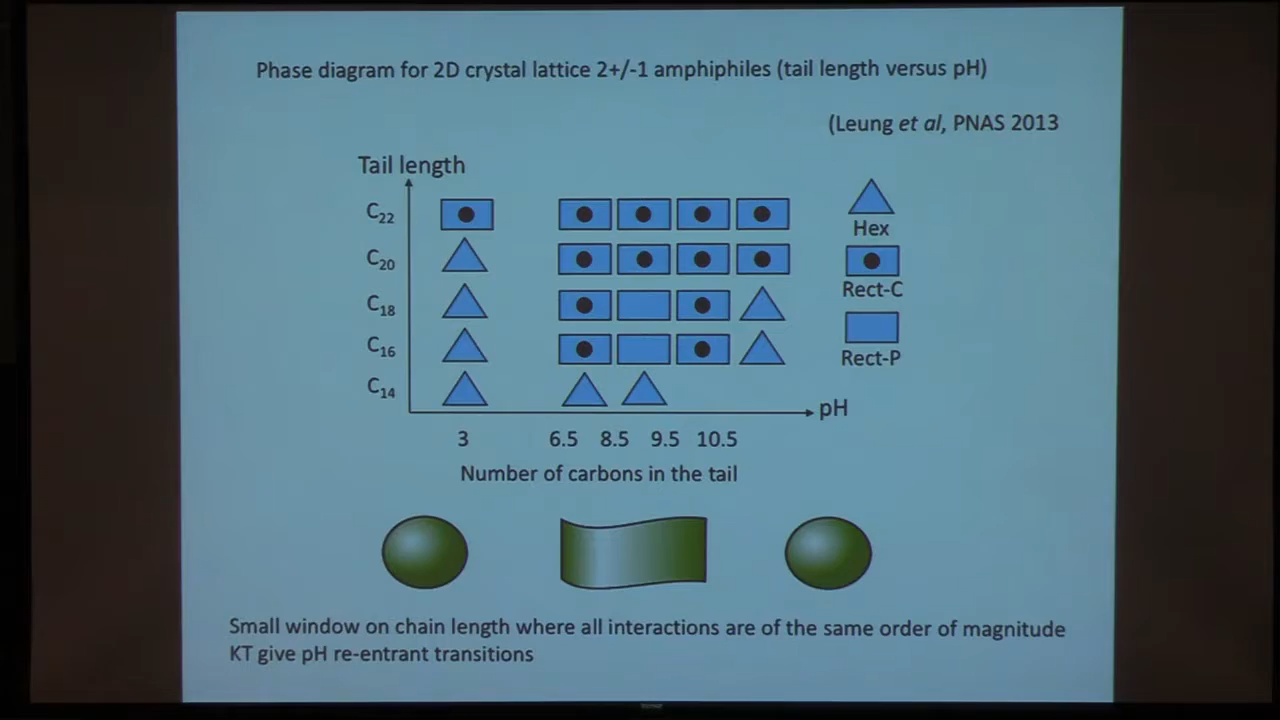 Phase diagram for 2D crystal lattice 2+/-1 amphiphiles (tail length versus pH)
(Leung et al, PNAS 2013
Tail length
C22
C20
C18
C16
C14
Hex
Rect-C
Rect-P
pH
3 6.5 8.5 9.5 10.5
Number of carbons in the tail
Small window on chain length where all interactions are of the same order of magnitude
KT give pH re-entrant transitions